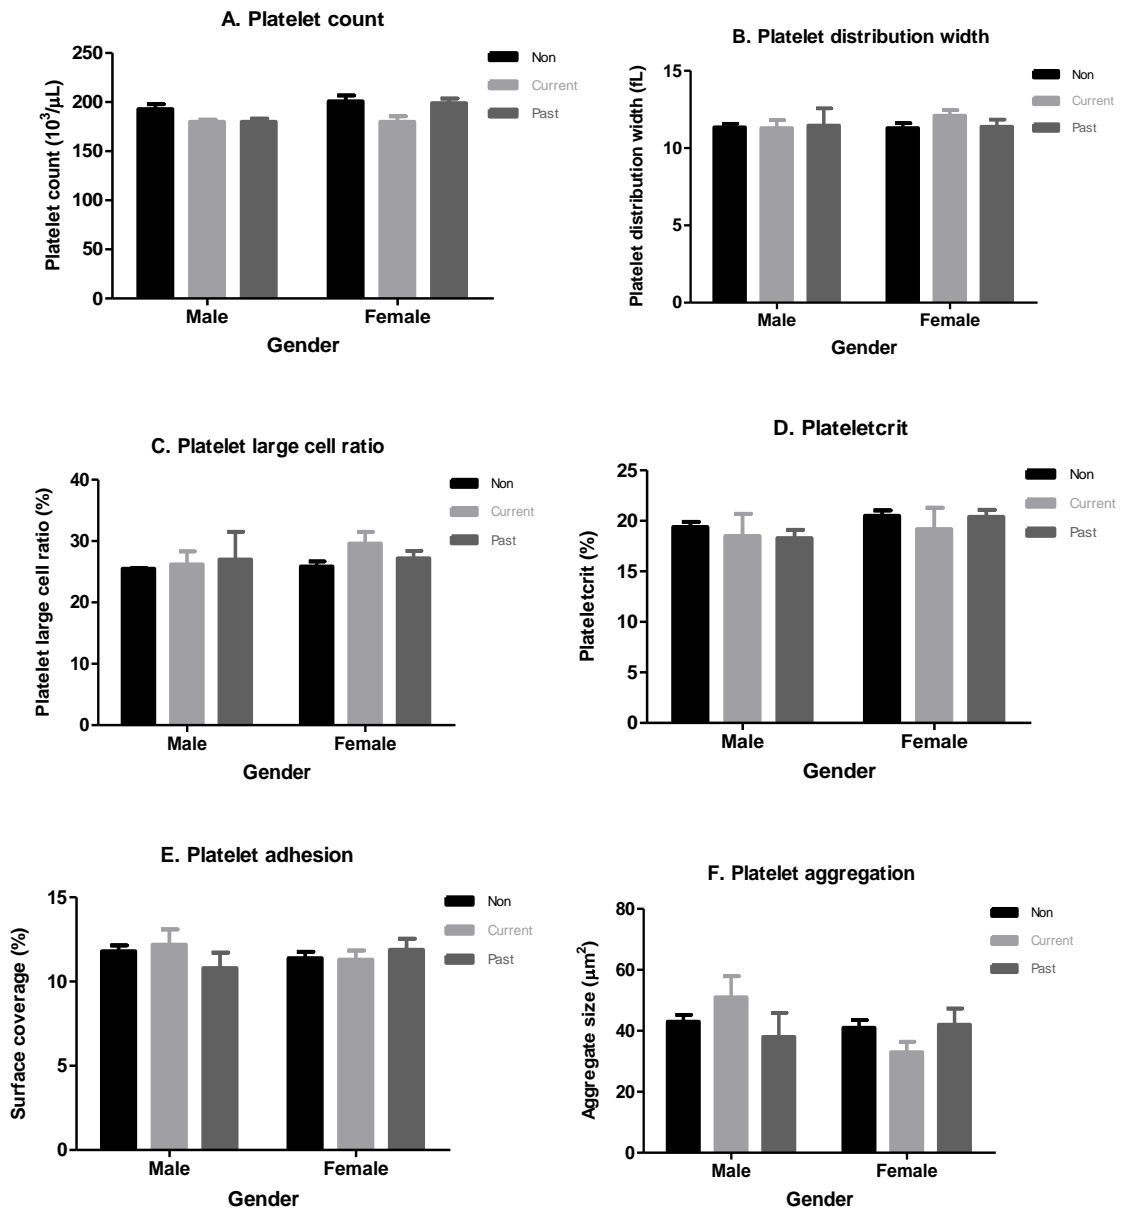 A. Platelet count
Platelet count (10³/μL)
250
200
150
100
50
0
Male
Female
Gender
Non
Current
Past
B. Platelet distribution width
Platelet distribution width (fL)
15
10
5
0
Male
Female
Gender
Non
Current
Past
C. Platelet large cell ratio
Platelet large cell ratio (%)
40
30
20
10
0
Male
Female
Gender
Non
Current
Past
D. Plateletcrit
Plateletcrit (%)
25
20
15
10
5
0
Male
Female
Gender
Non
Current
Past
E. Platelet adhesion
Surface coverage (%)
15
10
5
0
Male
Female
Gender
Non
Current
Past
F. Platelet aggregation
Aggregate size (μm²)
80
60
40
20
0
Male
Female
Gender
Non
Current
Past